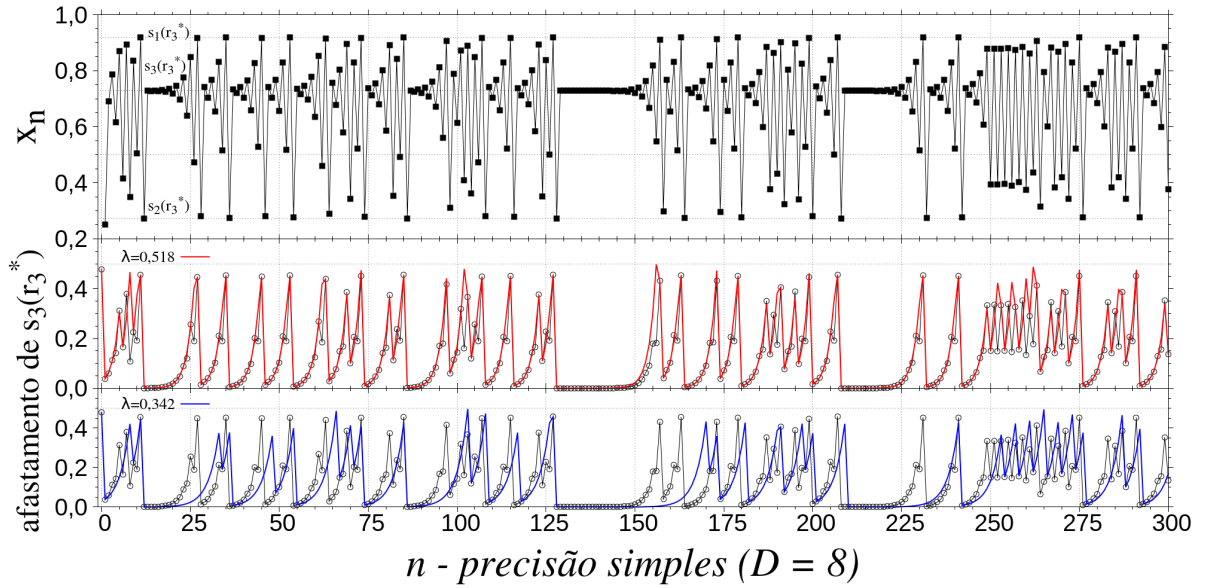 1,0
s₁(r₃*)
0,8
s₃(r₃*)
Xₙ
0,6
0,4
s₂(r₃*)
0,2
λ=0,518
0,4
0,2
0,0
λ=0,342
0,4
0,2
0,0
afastamento de s₃(r₃*)
0 25 50 75 100 125 150 175 200 225 250 275 300
n - precisão simples (D = 8)